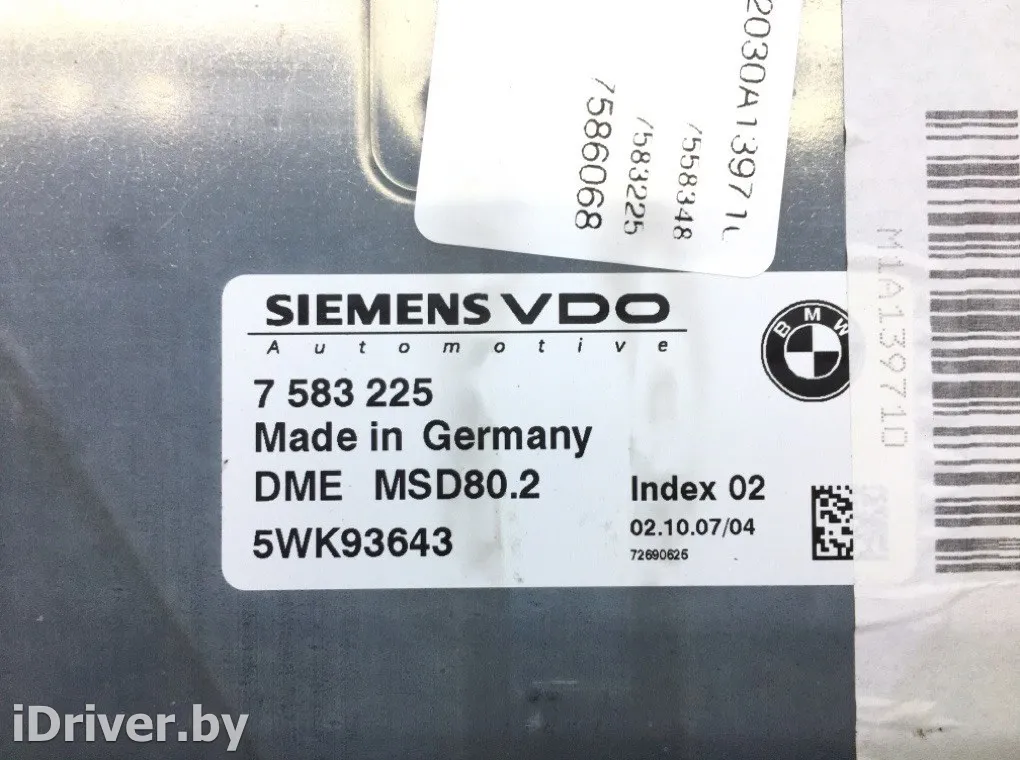 2030A13971
7558348
7583225
7586068
SIEMENS VDO
Automotive
BMW
7 583 225
Made in Germany
DME MSD80.2
Index 02
5WK93643
02.10.07/04
72690625
M1A139710
iDriver.by